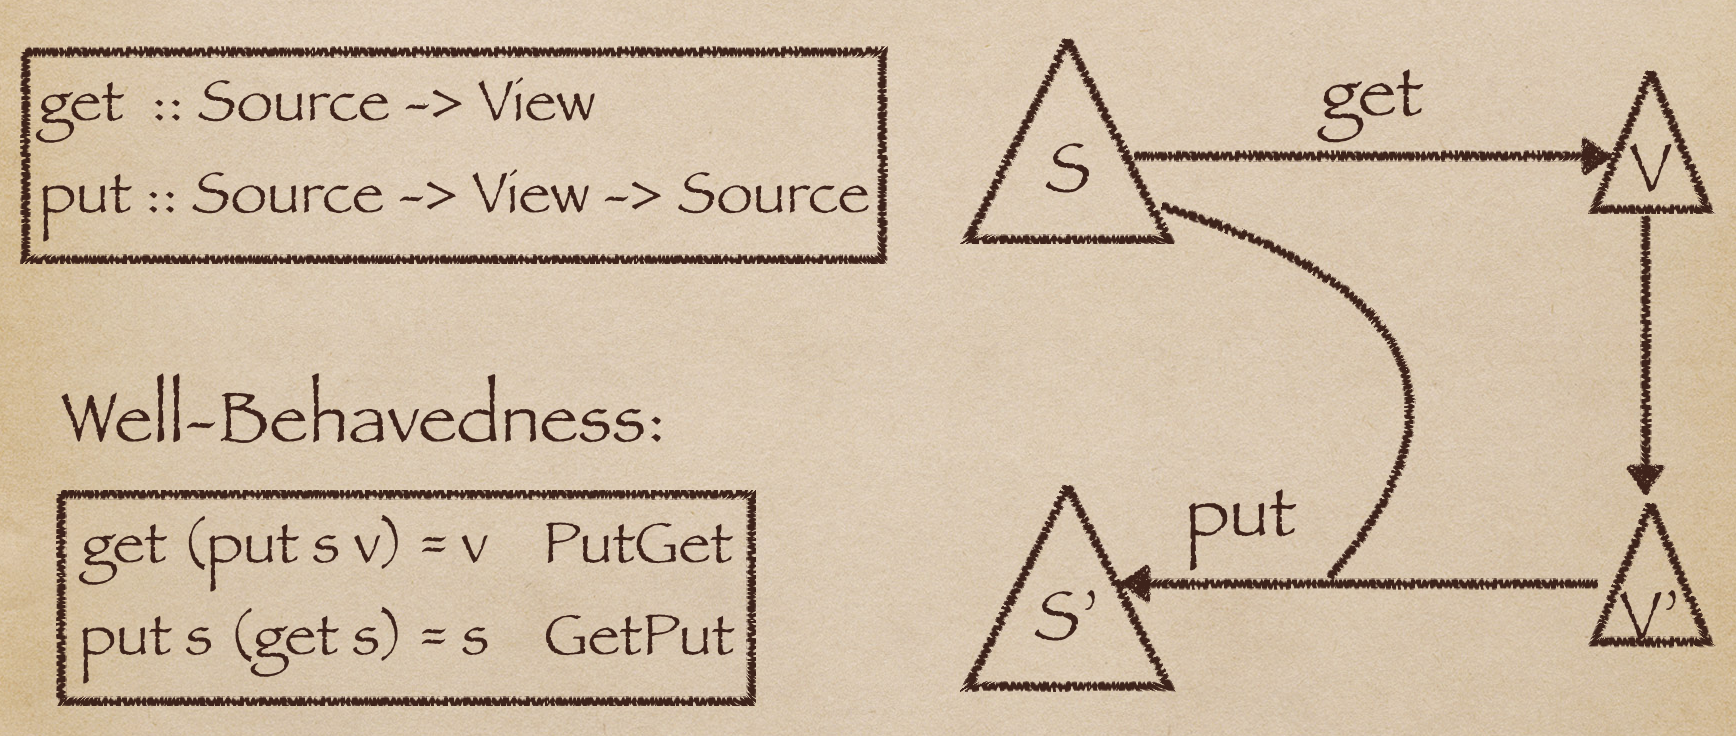 get :: Source -> View
put :: Source -> View -> Source
Well-Behavedness:
get (put s v) = v PutGet
put s (get s) = s GetPut
S
get
V
put
S’
V’